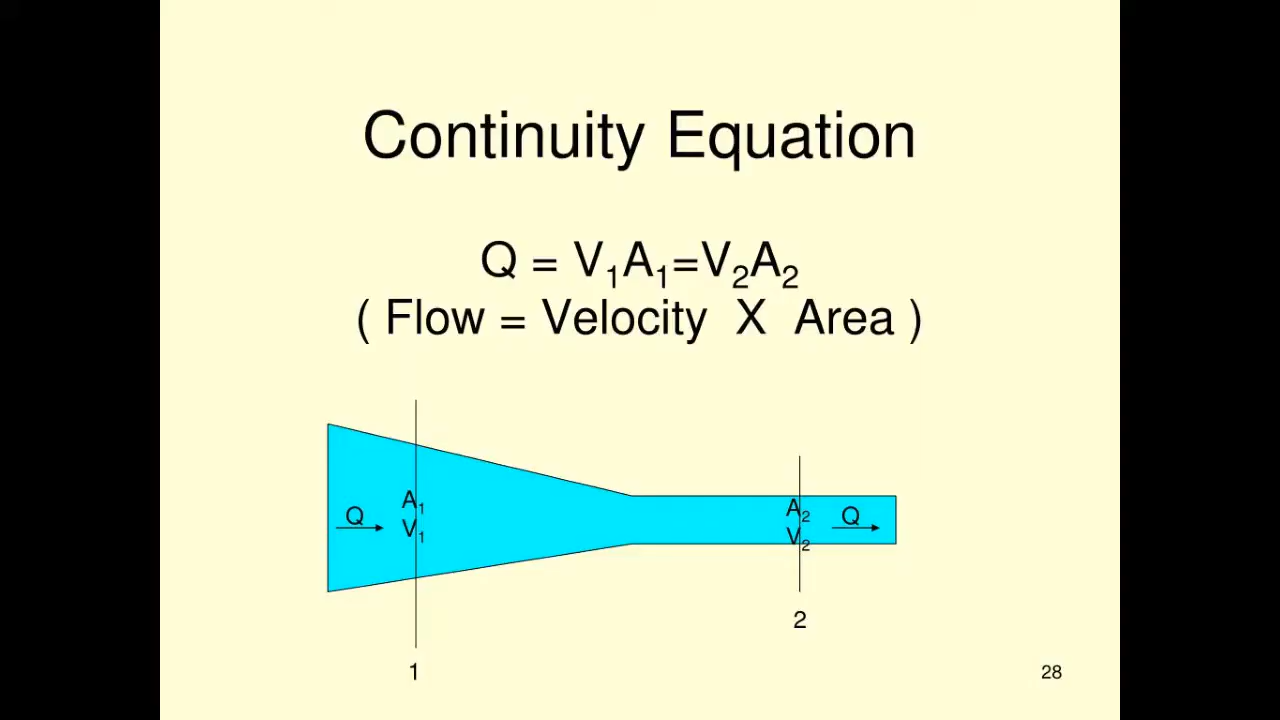 Continuity Equation
Q = V₁A₁=V₂A₂
( Flow = Velocity X Area )
Q
A₁
V₁
A₂
V₂
Q
2
1
28